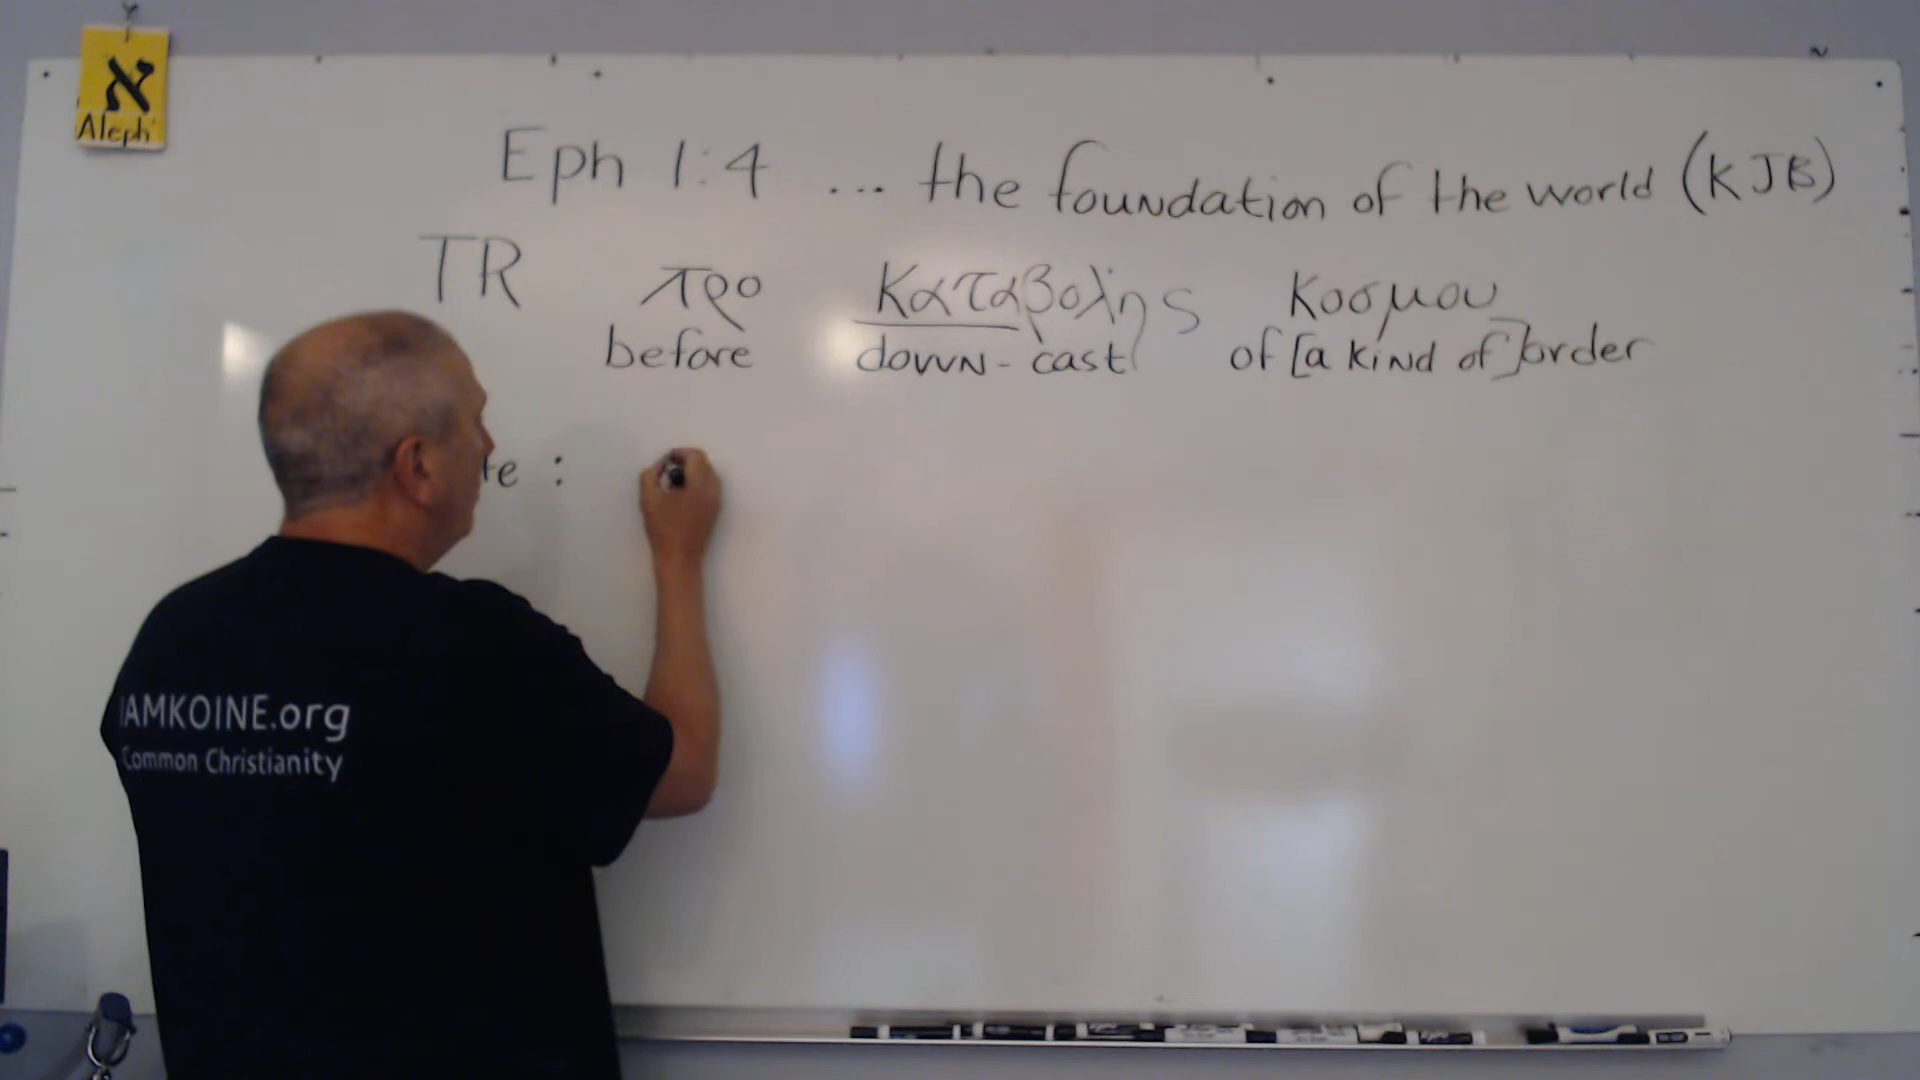 א
Aleph
Eph 1:4 ... the foundation of the world (KJB)
TR προ καταβολης κοσμου
before down-cast of [a kind of] order
te :
IAMKOINE.org
Common Christianity